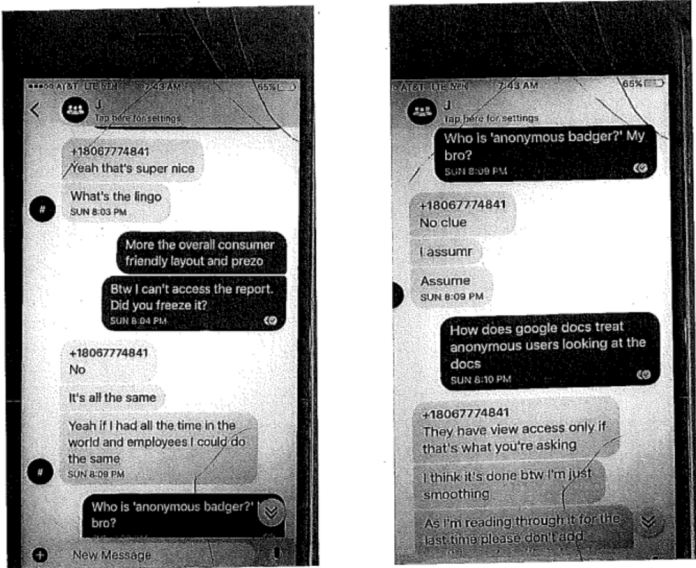 AT&T LTE 7:43 AM 65%
J
Tap here for settings
+18067774841
Yeah that's super nice
What's the lingo
#
SUN 8:03 PM
More the overall consumer
friendly layout and prezo
Btw I can't access the report.
Did you freeze it?
SUN 8:04 PM
+18067774841
No
It's all the same
Yeah if I had all the time in the
world and employees I could do
the same
#
SUN 8:09 PM
Who is 'anonymous badger?'
bro?
New Message
AT&T LTE 7:43 AM 65%
J
Tap here for settings
Who is 'anonymous badger?' My
bro?
SUN 8:09 PM
+18067774841
No clue
I assumr
Assume
SUN 8:09 PM
How does google docs treat
anonymous users looking at the
docs
SUN 8:10 PM
+18067774841
They have view access only if
that's what you're asking
I think it's done btw I'm just
smoothing
As I'm reading through it for the
last time please don't add